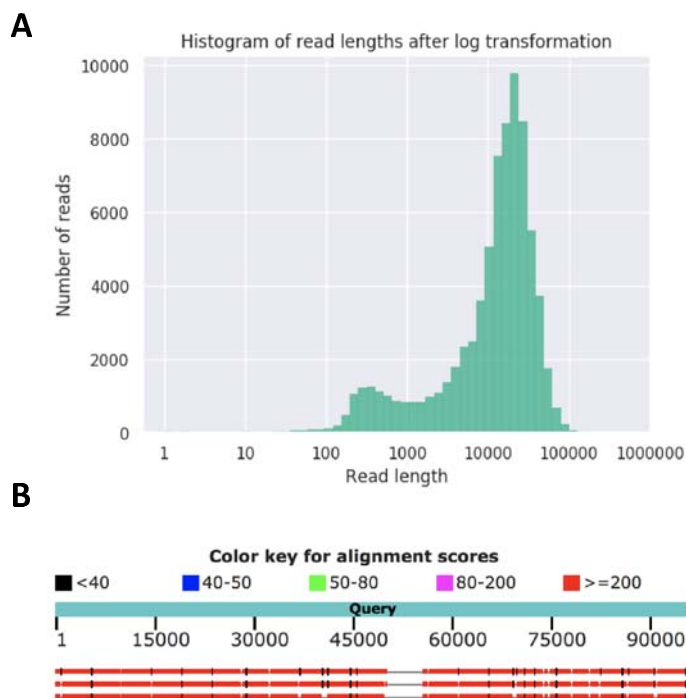 A
Histogram of read lengths after log transformation
10000
8000
6000
4000
2000
0
Number of reads
1 10 100 1000 10000 100000 1000000
Read length
B
Color key for alignment scores
<40 40-50 50-80 80-200 >=200
Query
1 15000 30000 45000 60000 75000 90000